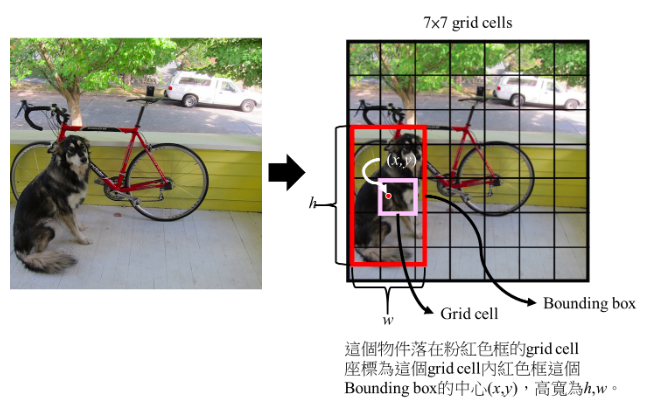 7×7 grid cells
(x,y)
h
w
Grid cell
Bounding box
這個物件落在粉紅色框的grid cell
座標為這個grid cell內紅色框這個
Bounding box的中心(x,y)，高寬為h,w。